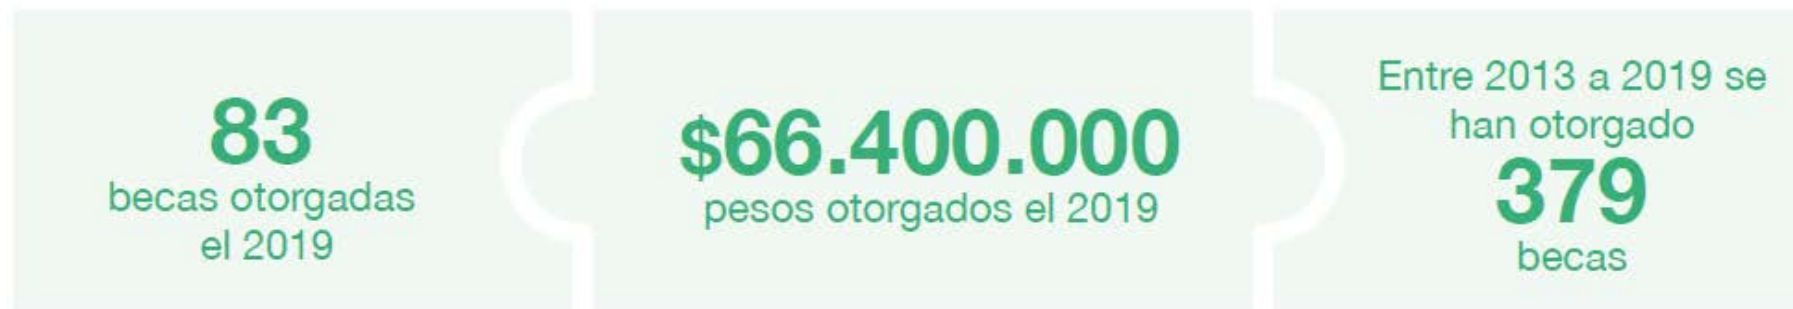 83
becas otorgadas
el 2019
$66.400.000
pesos otorgados el 2019
Entre 2013 a 2019 se
han otorgado
379
becas